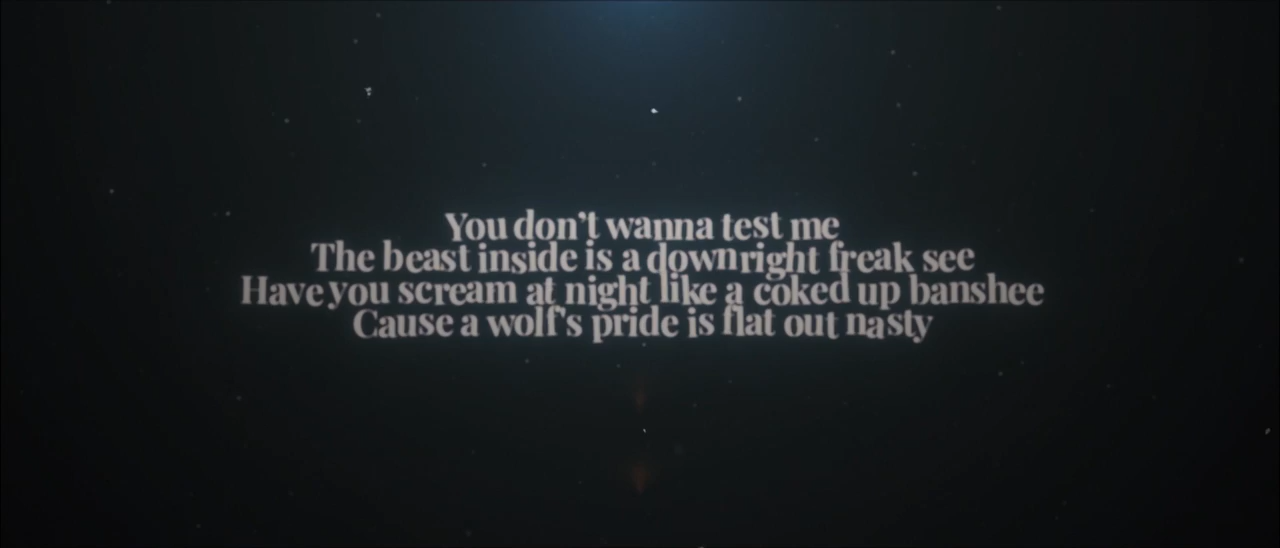 You don't wanna test me
The beast inside is a downright freak see
Have you scream at night like a coked up banshee
Cause a wolf's pride is flat out nasty